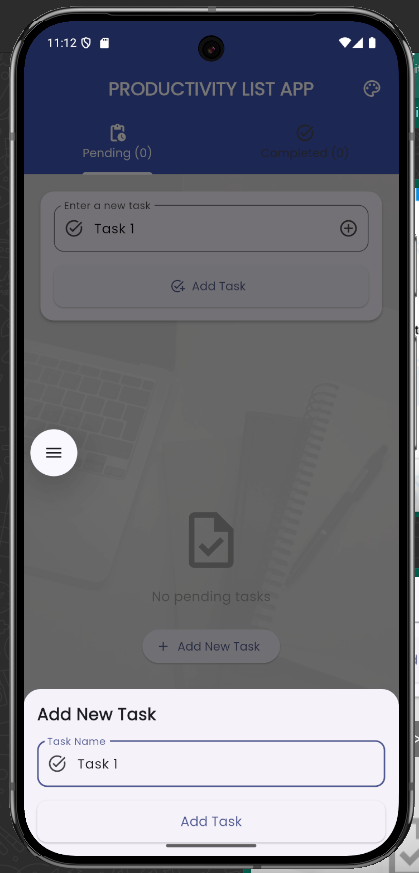 11:12
PRODUCTIVITY LIST APP
Pending (0)
Completed (0)
Enter a new task
Task 1
Add Task
No pending tasks
Add New Task
Add New Task
Task Name
Task 1
Add Task